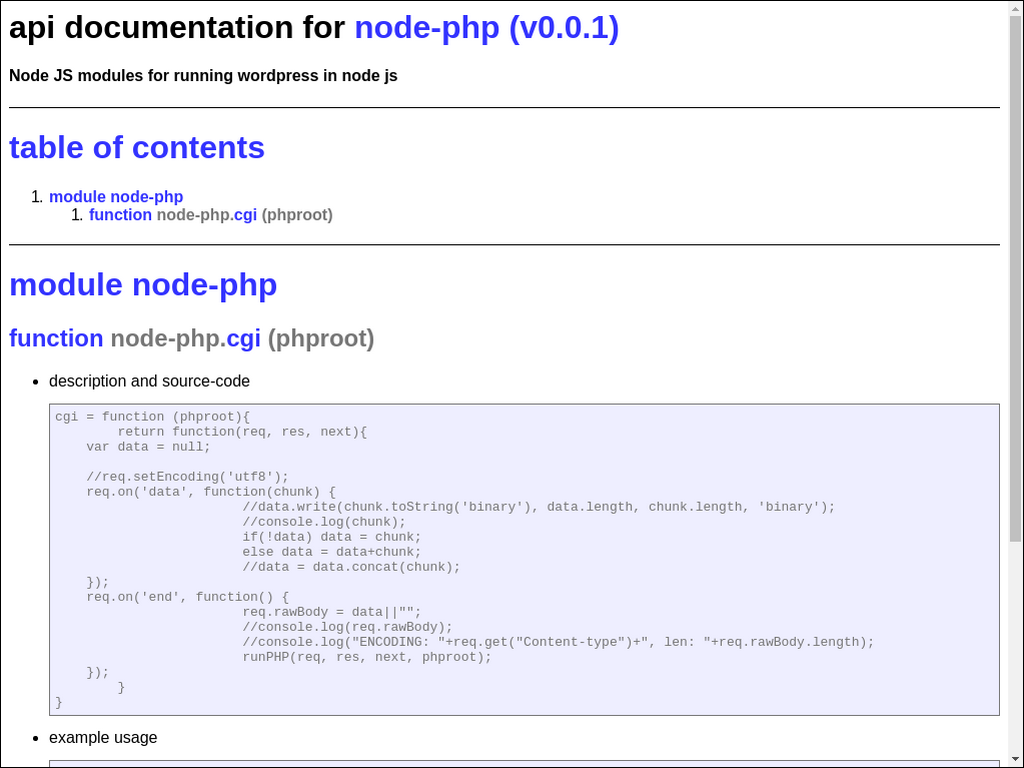 api documentation for node-php (v0.0.1)
Node JS modules for running wordpress in node js
table of contents
1. module node-php
1. function node-php.cgi (phproot)
module node-php
function node-php.cgi (phproot)
• description and source-code
cgi = function (phproot){
        return function(req, res, next){
    var data = null;

    //req.setEncoding('utf8');
    req.on('data', function(chunk) {
                        //data.write(chunk.toString('binary'), data.length, chunk.length, 'binary');
                        //console.log(chunk);
                        if(!data) data = chunk;
                        else data = data+chunk;
                        //data = data.concat(chunk);
    });
    req.on('end', function() {
                        req.rawBody = data||"";
                        //console.log(req.rawBody);
                        //console.log("ENCODING: "+req.get("Content-type")+", len: "+req.rawBody.length);
                        runPHP(req, res, next, phproot);
    });
        }
}
• example usage